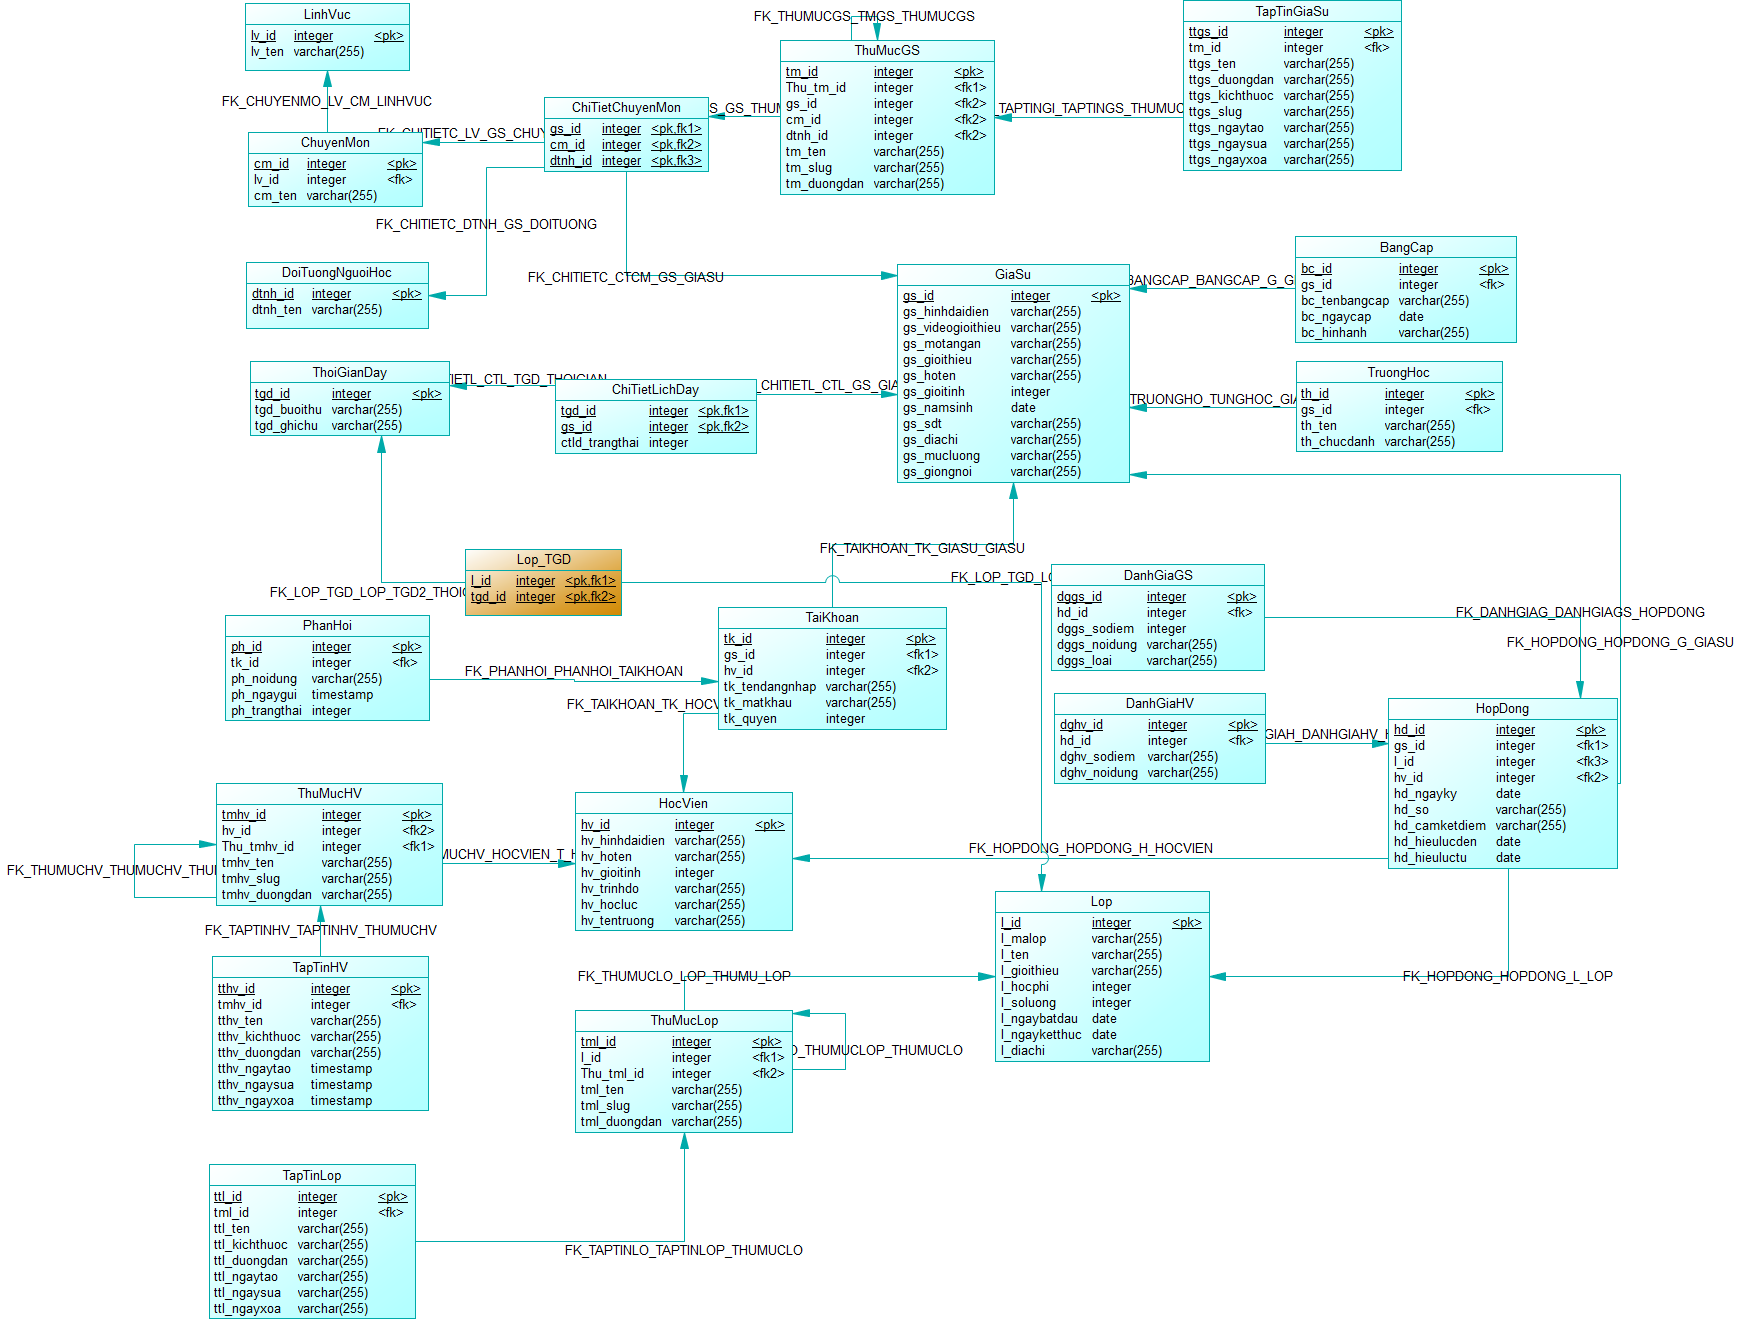 LinhVuc
lv_id integer <pk>
lv_ten varchar(255)
FK_CHUYENMO_LV_CM_LINHVUC
ChuyenMon
cm_id integer <pk>
lv_id integer <fk>
cm_ten varchar(255)
FK_CHITIETC_LV_GS_CHUY
ChiTietChuyenMon
gs_id integer <pk,fk1>
cm_id integer <pk,fk2>
dtnh_id integer <pk,fk3>
FK_THUMUCGS_TMGS_THUMUCGS
ThuMucGS
tm_id integer <pk>
Thu_tm_id integer <fk1>
gs_id integer <fk2>
cm_id integer <fk2>
dtnh_id integer <fk2>
tm_ten varchar(255)
tm_slug varchar(255)
tm_duongdan varchar(255)
S_GS_THUM
_TAPTINGI_TAPTINGS_THUMUC
TapTinGiaSu
ttgs_id integer <pk>
tm_id integer <fk>
ttgs_ten varchar(255)
ttgs_duongdan varchar(255)
ttgs_kichthuoc varchar(255)
ttgs_slug varchar(255)
ttgs_ngaytao varchar(255)
ttgs_ngaysua varchar(255)
ttgs_ngayxoa varchar(255)
FK_CHITIETC_DTNH_GS_DOITUONG
DoiTuongNguoiHoc
dtnh_id integer <pk>
dtnh_ten varchar(255)
FK_CHITIETC_CTCM_GS_GIASU
GiaSu
gs_id integer <pk>
gs_hinhdaidien varchar(255)
gs_videogioithieu varchar(255)
gs_motangan varchar(255)
gs_gioithieu varchar(255)
gs_hoten varchar(255)
gs_gioitinh integer
gs_namsinh date
gs_sdt varchar(255)
gs_diachi varchar(255)
gs_mucluong varchar(255)
gs_giongnoi varchar(255)
BANGCAP_BANGCAP_G_G
BangCap
bc_id integer <pk>
gs_id integer <fk>
bc_tenbangcap varchar(255)
bc_ngaycap date
bc_hinhanh varchar(255)
TRUONGHO_TUNGHOC_GIA
TruongHoc
th_id integer <pk>
gs_id integer <fk>
th_ten varchar(255)
th_chucdanh varchar(255)
ThoiGianDay
tgd_id integer <pk>
tgd_buoithu varchar(255)
tgd_ghichu varchar(255)
TIETL_CTL_TGD_THOIGIAN
ChiTietLichDay
tgd_id integer <pk,fk1>
gs_id integer <pk,fk2>
ctld_trangthai integer
_CHITIETL_CTL_GS_GIA
Lop_TGD
l_id integer <pk,fk1>
tgd_id integer <pk,fk2>
FK_LOP_TGD_LOP_TGD2_THOIG
FK_TAIKHOAN_TK_GIASU_GIASU
FK_LOP_TGD_LO
DanhGiaGS
dggs_id integer <pk>
hd_id integer <fk>
dggs_sodiem integer
dggs_noidung varchar(255)
dggs_loai varchar(255)
FK_DANHGIAG_DANHGIAGS_HOPDONG
FK_HOPDONG_HOPDONG_G_GIASU
PhanHoi
ph_id integer <pk>
tk_id integer <fk>
ph_noidung varchar(255)
ph_ngaygui timestamp
ph_trangthai integer
FK_PHANHOI_PHANHOI_TAIKHOAN
TaiKhoan
tk_id integer <pk>
gs_id integer <fk1>
hv_id integer <fk2>
tk_tendangnhap varchar(255)
tk_matkhau varchar(255)
tk_quyen integer
FK_TAIKHOAN_TK_HOCV
DanhGiaHV
dghv_id integer <pk>
hd_id integer <fk>
dghv_sodiem varchar(255)
dghv_noidung varchar(255)
GIAH_DANHGIAHV_H
HopDong
hd_id integer <pk>
gs_id integer <fk1>
l_id integer <fk3>
hv_id integer <fk2>
hd_ngayky date
hd_so varchar(255)
hd_camketdiem varchar(255)
hd_hieulucden date
hd_hieuluctu date
ThuMucHV
tmhv_id integer <pk>
hv_id integer <fk2>
Thu_tmhv_id integer <fk1>
tmhv_ten varchar(255)
tmhv_slug varchar(255)
tmhv_duongdan varchar(255)
FK_THUMUCHV_THUMUCHV_THU
MUCHV_HOCVIEN_T_H
HocVien
hv_id integer <pk>
hv_hinhdaidien varchar(255)
hv_hoten varchar(255)
hv_gioitinh integer
hv_trinhdo varchar(255)
hv_hocluc varchar(255)
hv_tentruong varchar(255)
FK_HOPDONG_HOPDONG_H_HOCVIEN
FK_TAPTINHV_TAPTINHV_THUMUCHV
TapTinHV
tthv_id integer <pk>
tmhv_id integer <fk>
tthv_ten varchar(255)
tthv_kichthuoc varchar(255)
tthv_duongdan varchar(255)
tthv_ngaytao timestamp
tthv_ngaysua timestamp
tthv_ngayxoa timestamp
Lop
l_id integer <pk>
l_malop varchar(255)
l_ten varchar(255)
l_gioithieu varchar(255)
l_hocphi integer
l_soluong integer
l_ngaybatdau date
l_ngayketthuc date
l_diachi varchar(255)
FK_HOPDONG_HOPDONG_L_LOP
FK_THUMUCLO_LOP_THUMU_LOP
ThuMucLop
tml_id integer <pk>
l_id integer <fk1>
Thu_tml_id integer <fk2>
tml_ten varchar(255)
tml_slug varchar(255)
tml_duongdan varchar(255)
O_THUMUCLOP_THUMUCLO
TapTinLop
ttl_id integer <pk>
tml_id integer <fk>
ttl_ten varchar(255)
ttl_kichthuoc varchar(255)
ttl_duongdan varchar(255)
ttl_ngaytao varchar(255)
ttl_ngaysua varchar(255)
ttl_ngayxoa varchar(255)
FK_TAPTINLO_TAPTINLOP_THUMUCLO